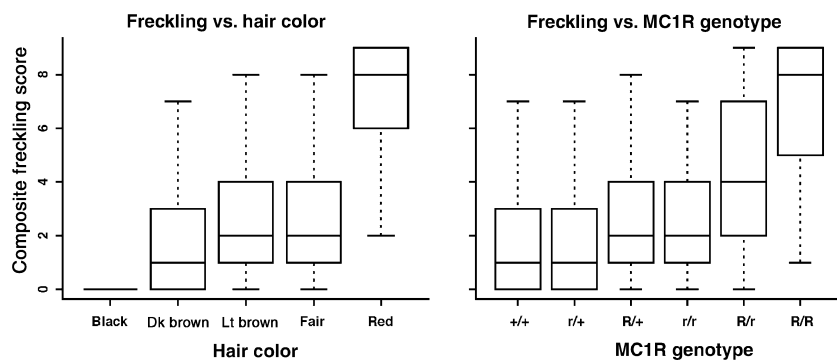 Freckling vs. hair color
Composite freckling score
8
6
4
2
0
Black Dk brown Lt brown Fair Red
Hair color
Freckling vs. MC1R genotype
+/+ r/+ R/+ r/r R/r R/R
MC1R genotype